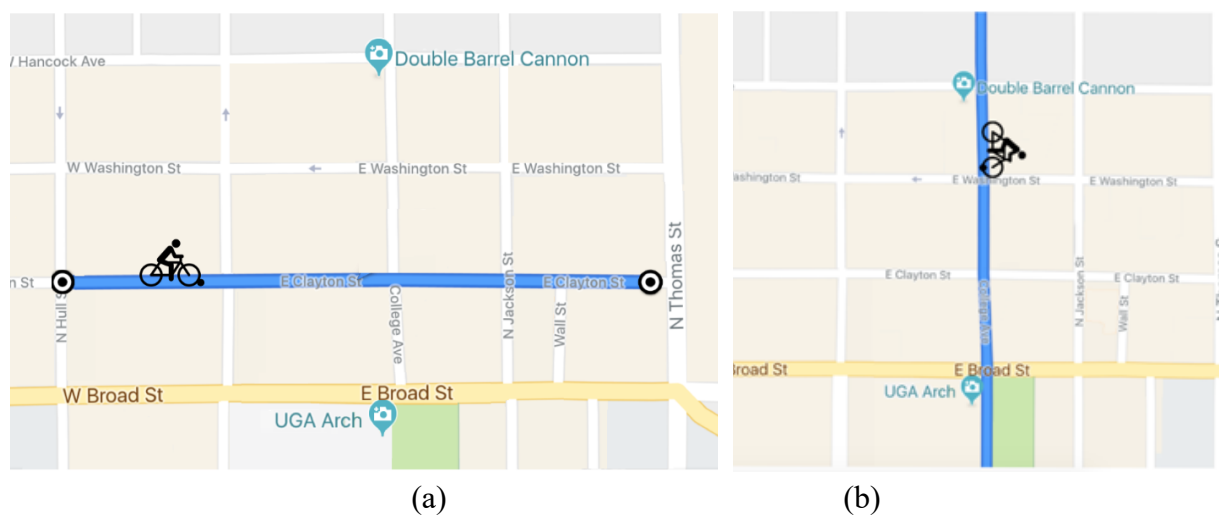 W Hancock Ave
Double Barrel Cannon
W Washington St
E Washington St
E Washington St
E Clayton St
E Clayton St
N Hull S
College Ave
N Jackson St
Wall St
N Thomas St
W Broad St
E Broad St
UGA Arch
(a)
Double Barrel Cannon
ashington St
E Washington St
E Washington St
E Clayton St
E Clayton St
College Ave
N Jackson St
Wall St
Broad St
E Broad St
UGA Arch
(b)